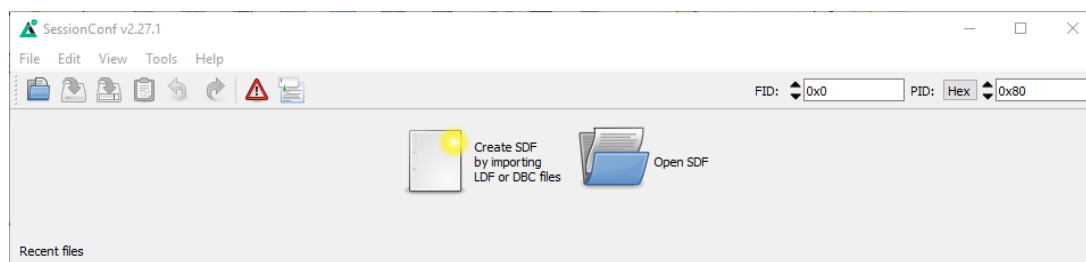 SessionConf v2.27.1
File Edit View Tools Help
FID: 0x0 PID: Hex 0x80
Create SDF
by importing
LDF or DBC files
Open SDF
Recent files